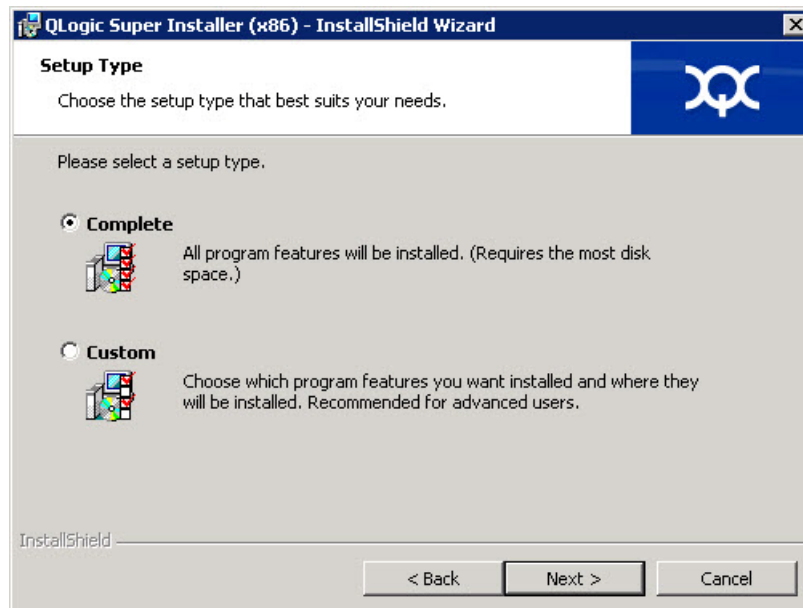 QLogic Super Installer (x86) - InstallShield Wizard
Setup Type
Choose the setup type that best suits your needs.
Please select a setup type.
Complete
All program features will be installed. (Requires the most disk
space.)
Custom
Choose which program features you want installed and where they
will be installed. Recommended for advanced users.
InstallShield
< Back
Next >
Cancel